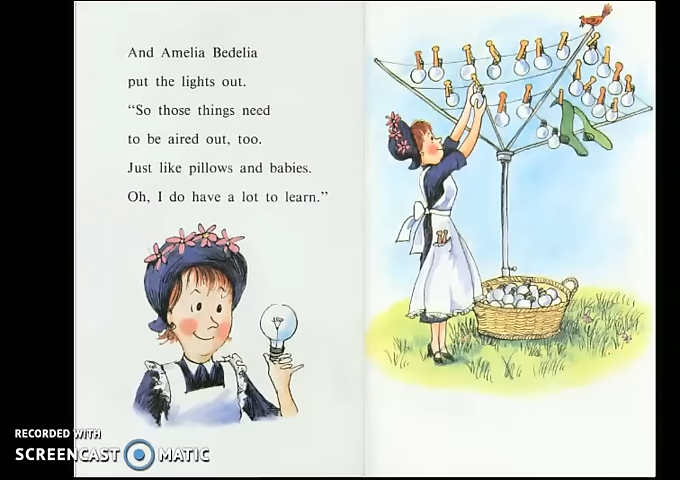 And Amelia Bedelia
put the lights out.
“So those things need
to be aired out, too.
Just like pillows and babies.
Oh, I do have a lot to learn.”
RECORDED WITH
SCREENCAST MATIC